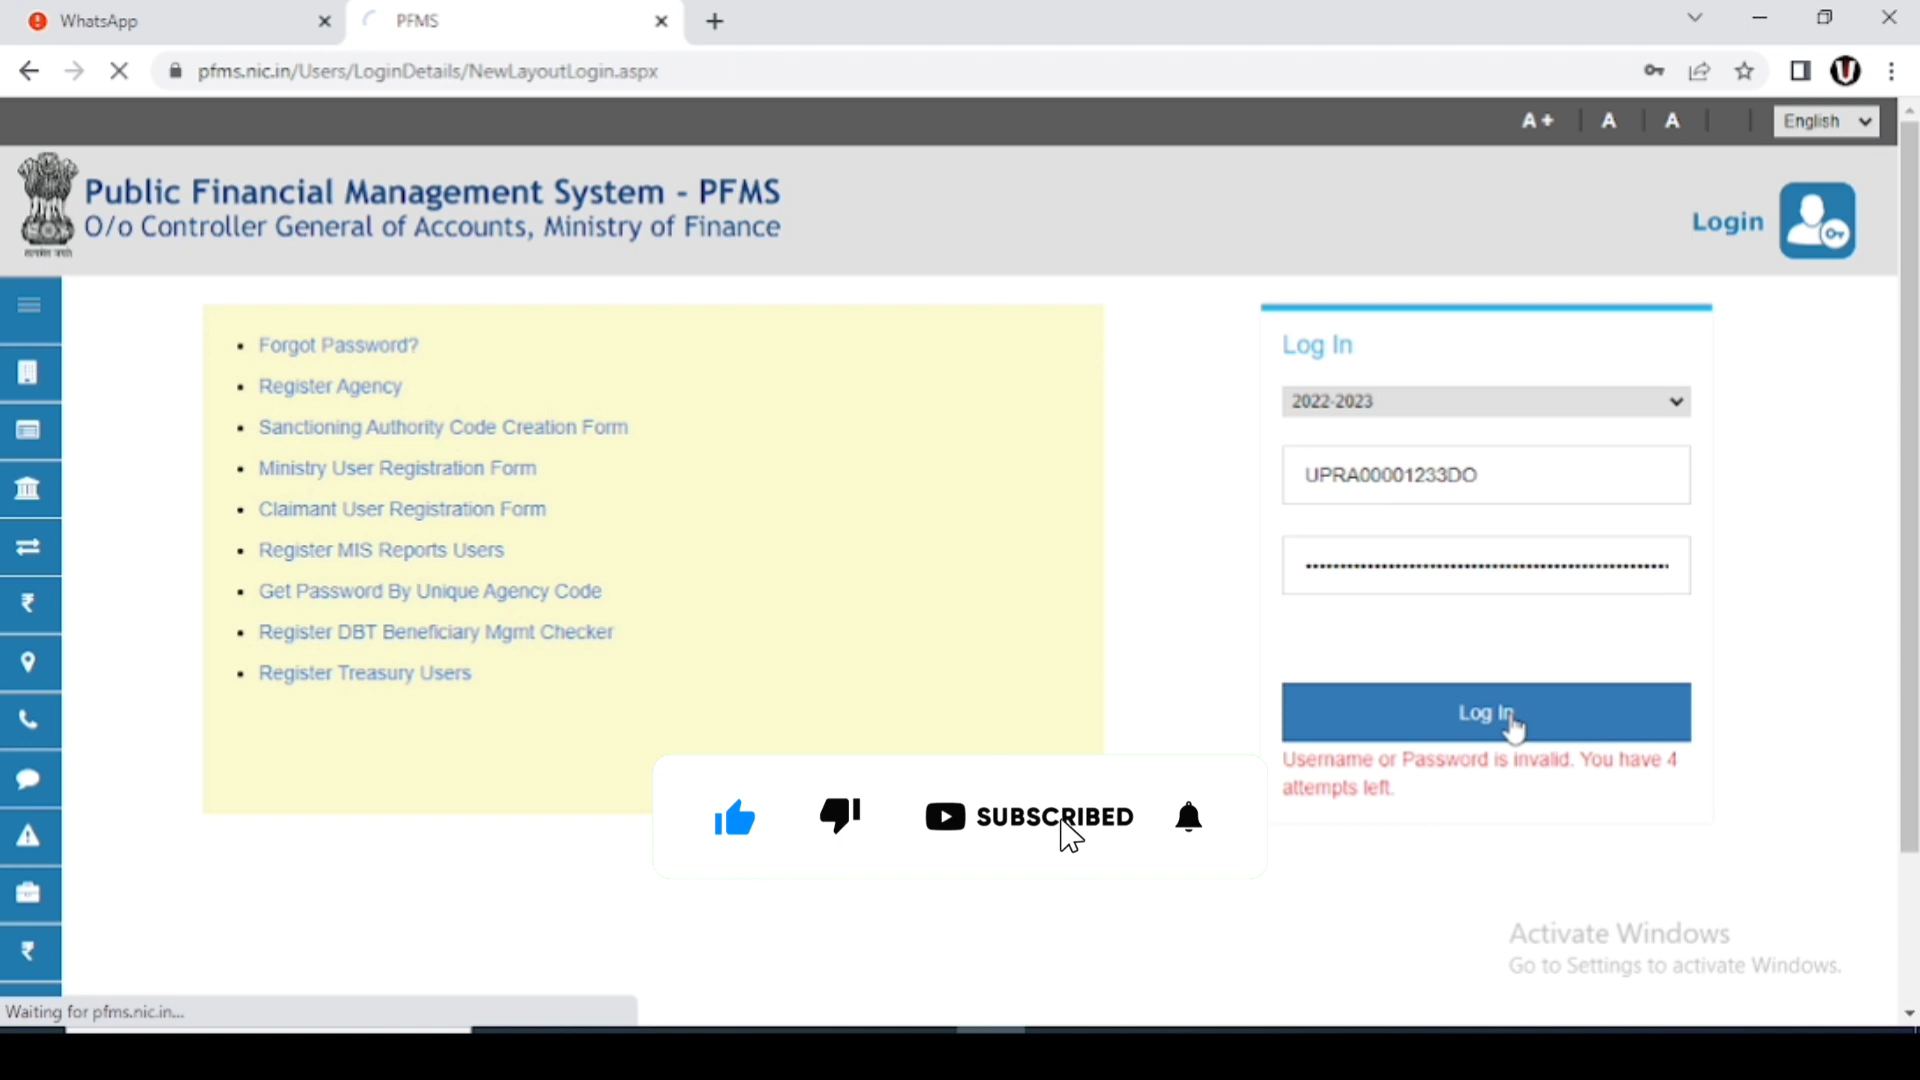 WhatsApp
PFMS
pfms.nic.in/Users/LoginDetails/NewLayoutLogin.aspx
A+ A A English
Public Financial Management System - PFMS
O/o Controller General of Accounts, Ministry of Finance
सत्यमेव जयते
Login
Forgot Password?
Register Agency
Sanctioning Authority Code Creation Form
Ministry User Registration Form
Claimant User Registration Form
Register MIS Reports Users
Get Password By Unique Agency Code
Register DBT Beneficiary Mgmt Checker
Register Treasury Users
Log In
2022-2023
UPRA00001233DO
Log In
Username or Password is invalid. You have 4
attempts left.
SUBSCRIBED
Activate Windows
Go to Settings to activate Windows.
Waiting for pfms.nic.in...